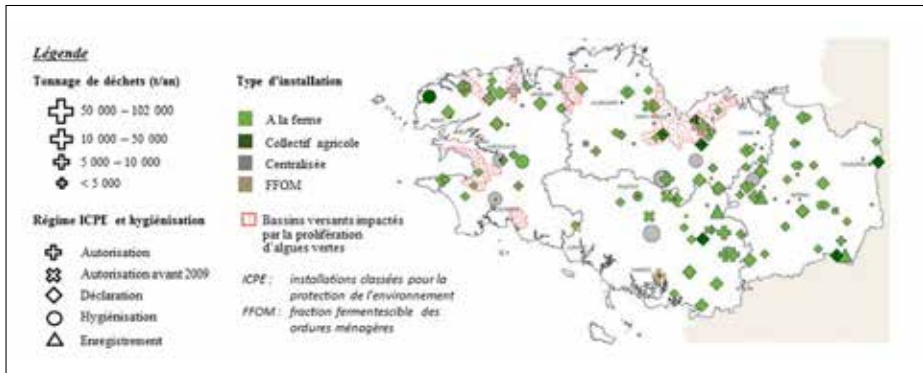 Légende
Tonnage de déchets (t/an)
50 000 – 102 000
10 000 – 50 000
5 000 – 10 000
< 5 000
Régime ICPE et hygiénisation
Autorisation
Autorisation avant 2009
Déclaration
Hygiénisation
Enregistrement
Type d'installation
A la ferme
Collectif agricole
Centralisée
FFOM
Bassins versants impactés
par la prolifération
d'algues vertes
ICPE : installations classées pour la
protection de l'environnement
FFOM : fraction fermentescible des
ordures ménagères